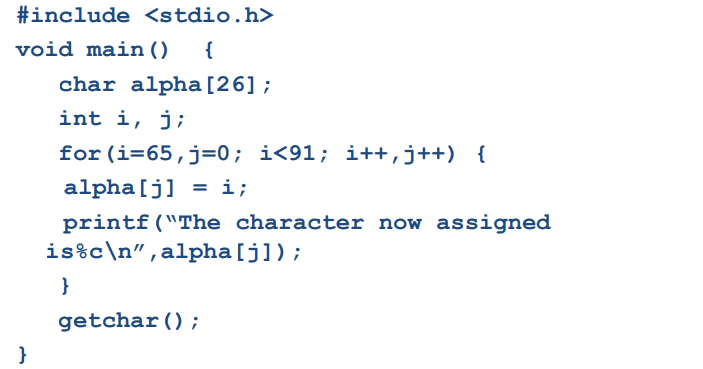 #include <stdio.h>
void main()  {
char alpha[26];
int i, j;
for(i=65,j=0; i<91; i++,j++) {
alpha[j] = i;
printf(“The character now assigned
is%c\n”,alpha[j]);
}
getchar();
}